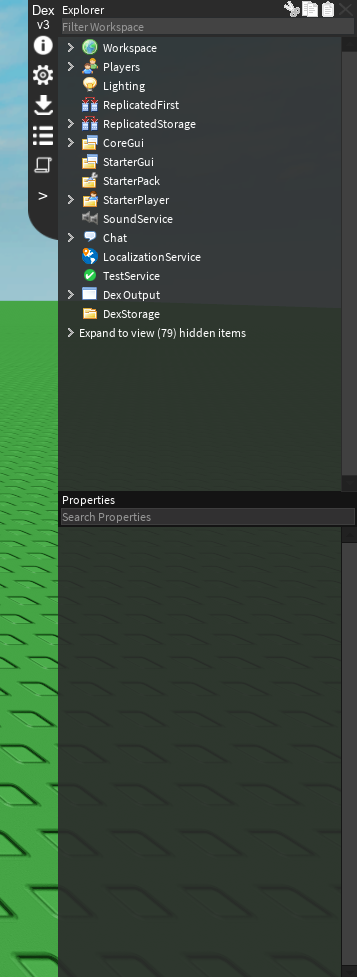 Dex
v3
>
Explorer
Filter Workspace
Workspace
Players
Lighting
ReplicatedFirst
ReplicatedStorage
CoreGui
StarterGui
StarterPack
StarterPlayer
SoundService
Chat
LocalizationService
TestService
Dex Output
DexStorage
Expand to view (79) hidden items
Properties
Search Properties